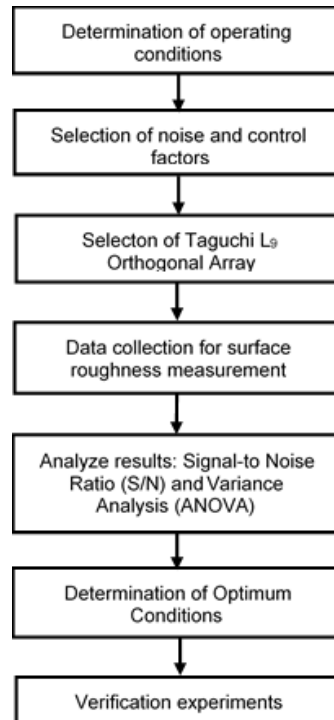 Determination of operating
conditions
Selection of noise and control
factors
Selecton of Taguchi L₉
Orthogonal Array
Data collection for surface
roughness measurement
Analyze results: Signal-to Noise
Ratio (S/N) and Variance
Analysis (ANOVA)
Determination of Optimum
Conditions
Verification experiments